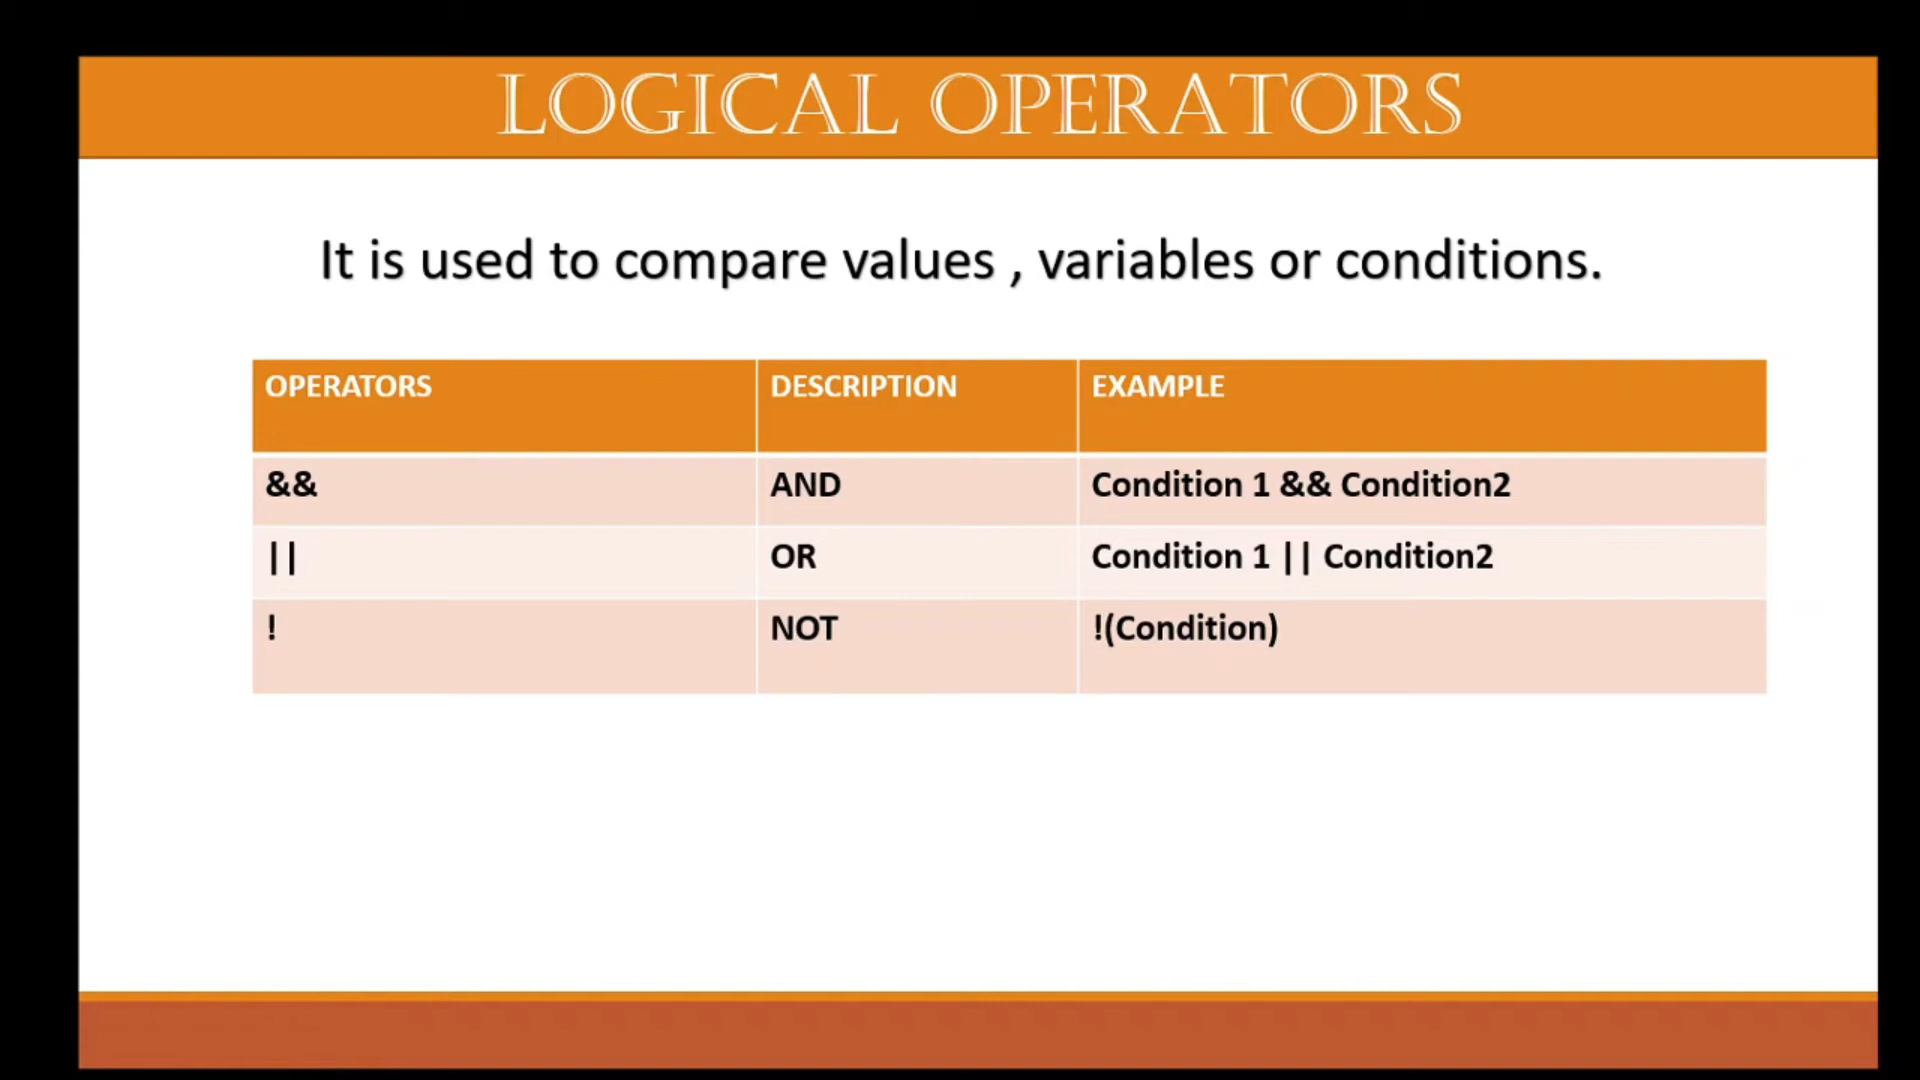 LOGICAL OPERATORS
It is used to compare values , variables or conditions.
OPERATORS DESCRIPTION EXAMPLE
&& AND Condition 1 && Condition2
|| OR Condition 1 || Condition2
! NOT !(Condition)